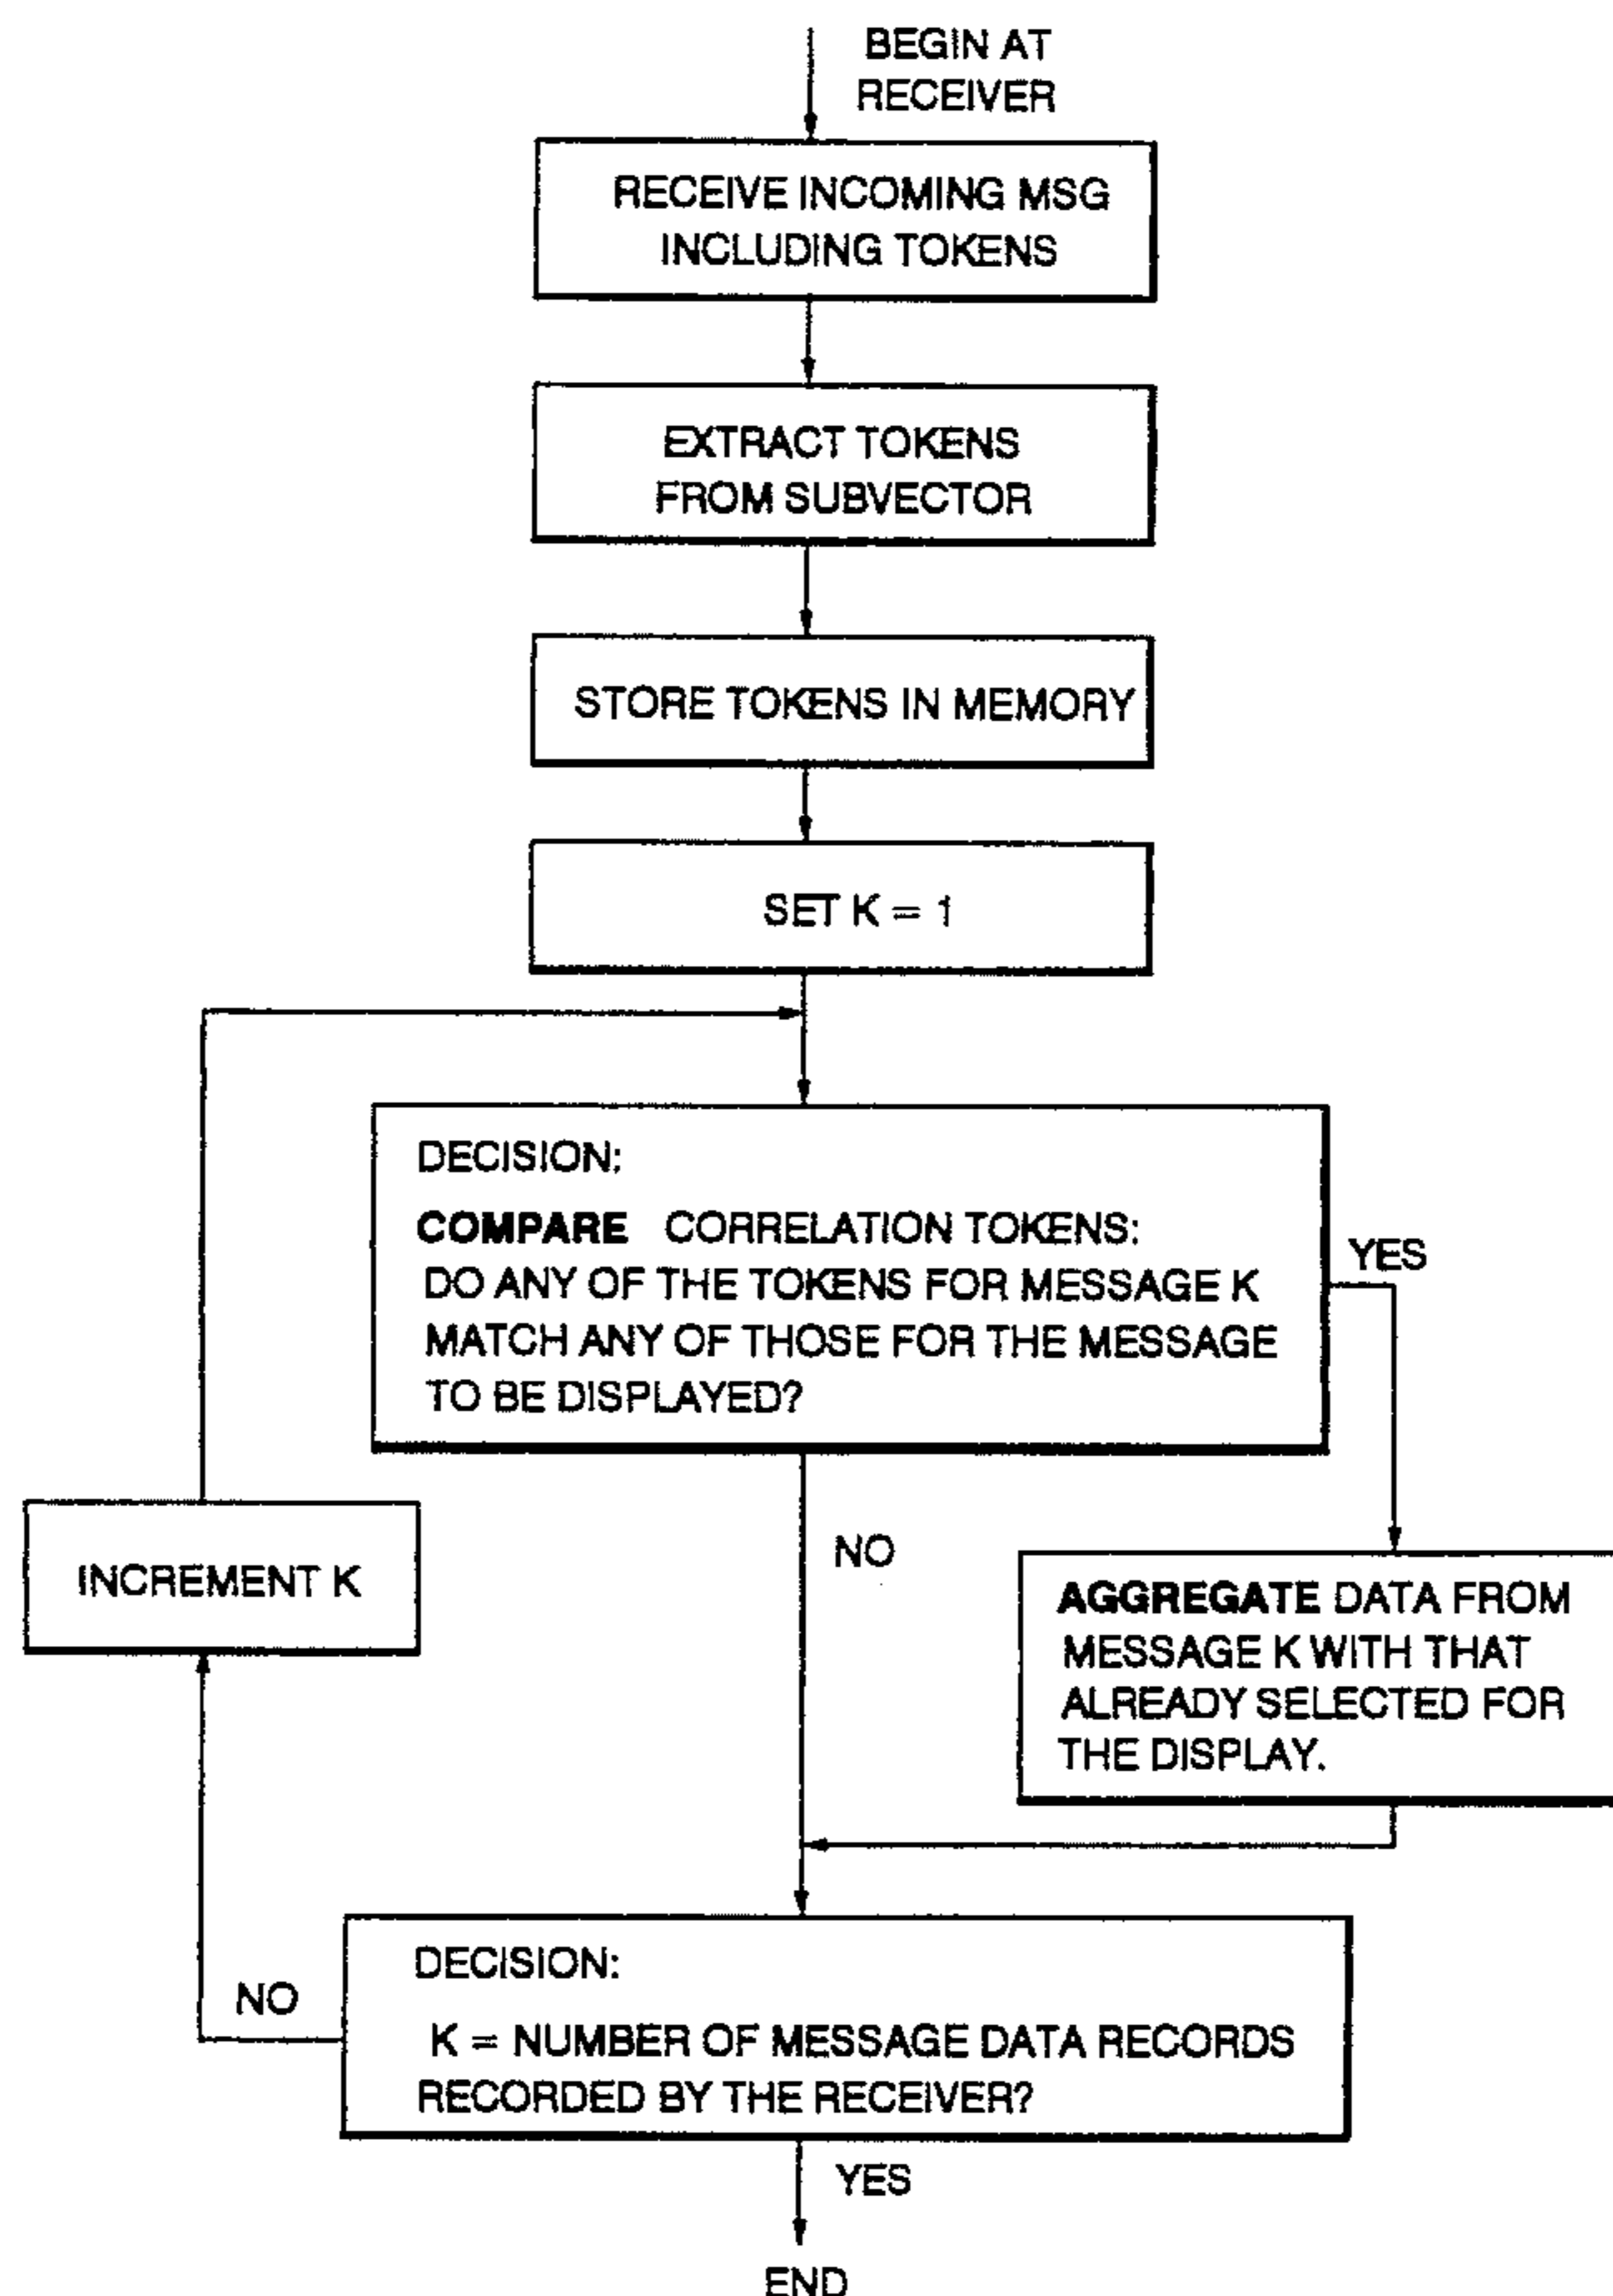 BEGIN AT
RECEIVER
RECEIVE INCOMING MSG
INCLUDING TOKENS
EXTRACT TOKENS
FROM SUBVECTOR
STORE TOKENS IN MEMORY
SET K = 1
DECISION:
COMPARE CORRELATION TOKENS:
DO ANY OF THE TOKENS FOR MESSAGE K
MATCH ANY OF THOSE FOR THE MESSAGE
TO BE DISPLAYED?
YES
NO
AGGREGATE DATA FROM
MESSAGE K WITH THAT
ALREADY SELECTED FOR
THE DISPLAY.
INCREMENT K
DECISION:
K = NUMBER OF MESSAGE DATA RECORDS
RECORDED BY THE RECEIVER?
NO
YES
END